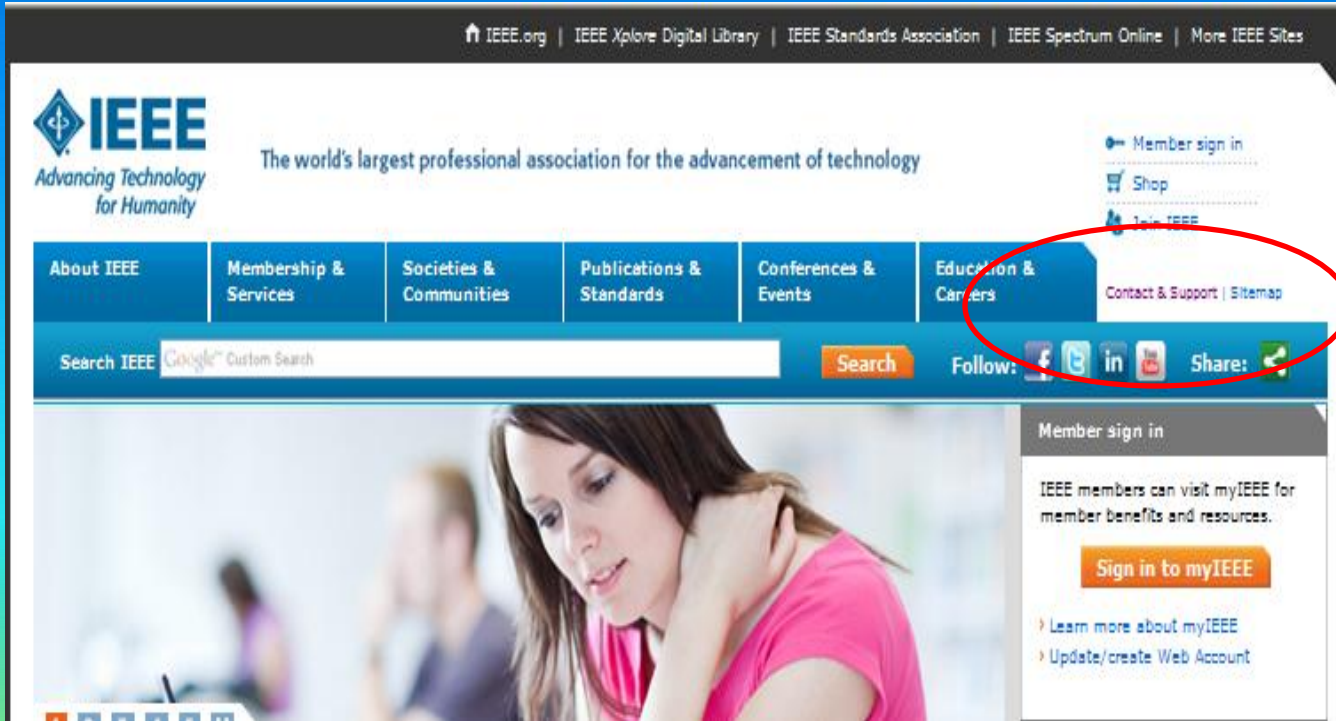 IEEE.org | IEEE Xplore Digital Library | IEEE Standards Association | IEEE Spectrum Online | More IEEE Sites
IEEE
Advancing Technology
for Humanity
The world's largest professional association for the advancement of technology
Member sign in
Shop
Join IEEE
About IEEE
Membership &
Services
Societies &
Communities
Publications &
Standards
Conferences &
Events
Education &
Careers
Contact & Support | Sitemap
Search IEEE
Google™ Custom Search
Search
Follow: f in You
Share:
Member sign in
IEEE members can visit myIEEE for
member benefits and resources.
Sign in to myIEEE
Learn more about myIEEE
Update/create Web Account